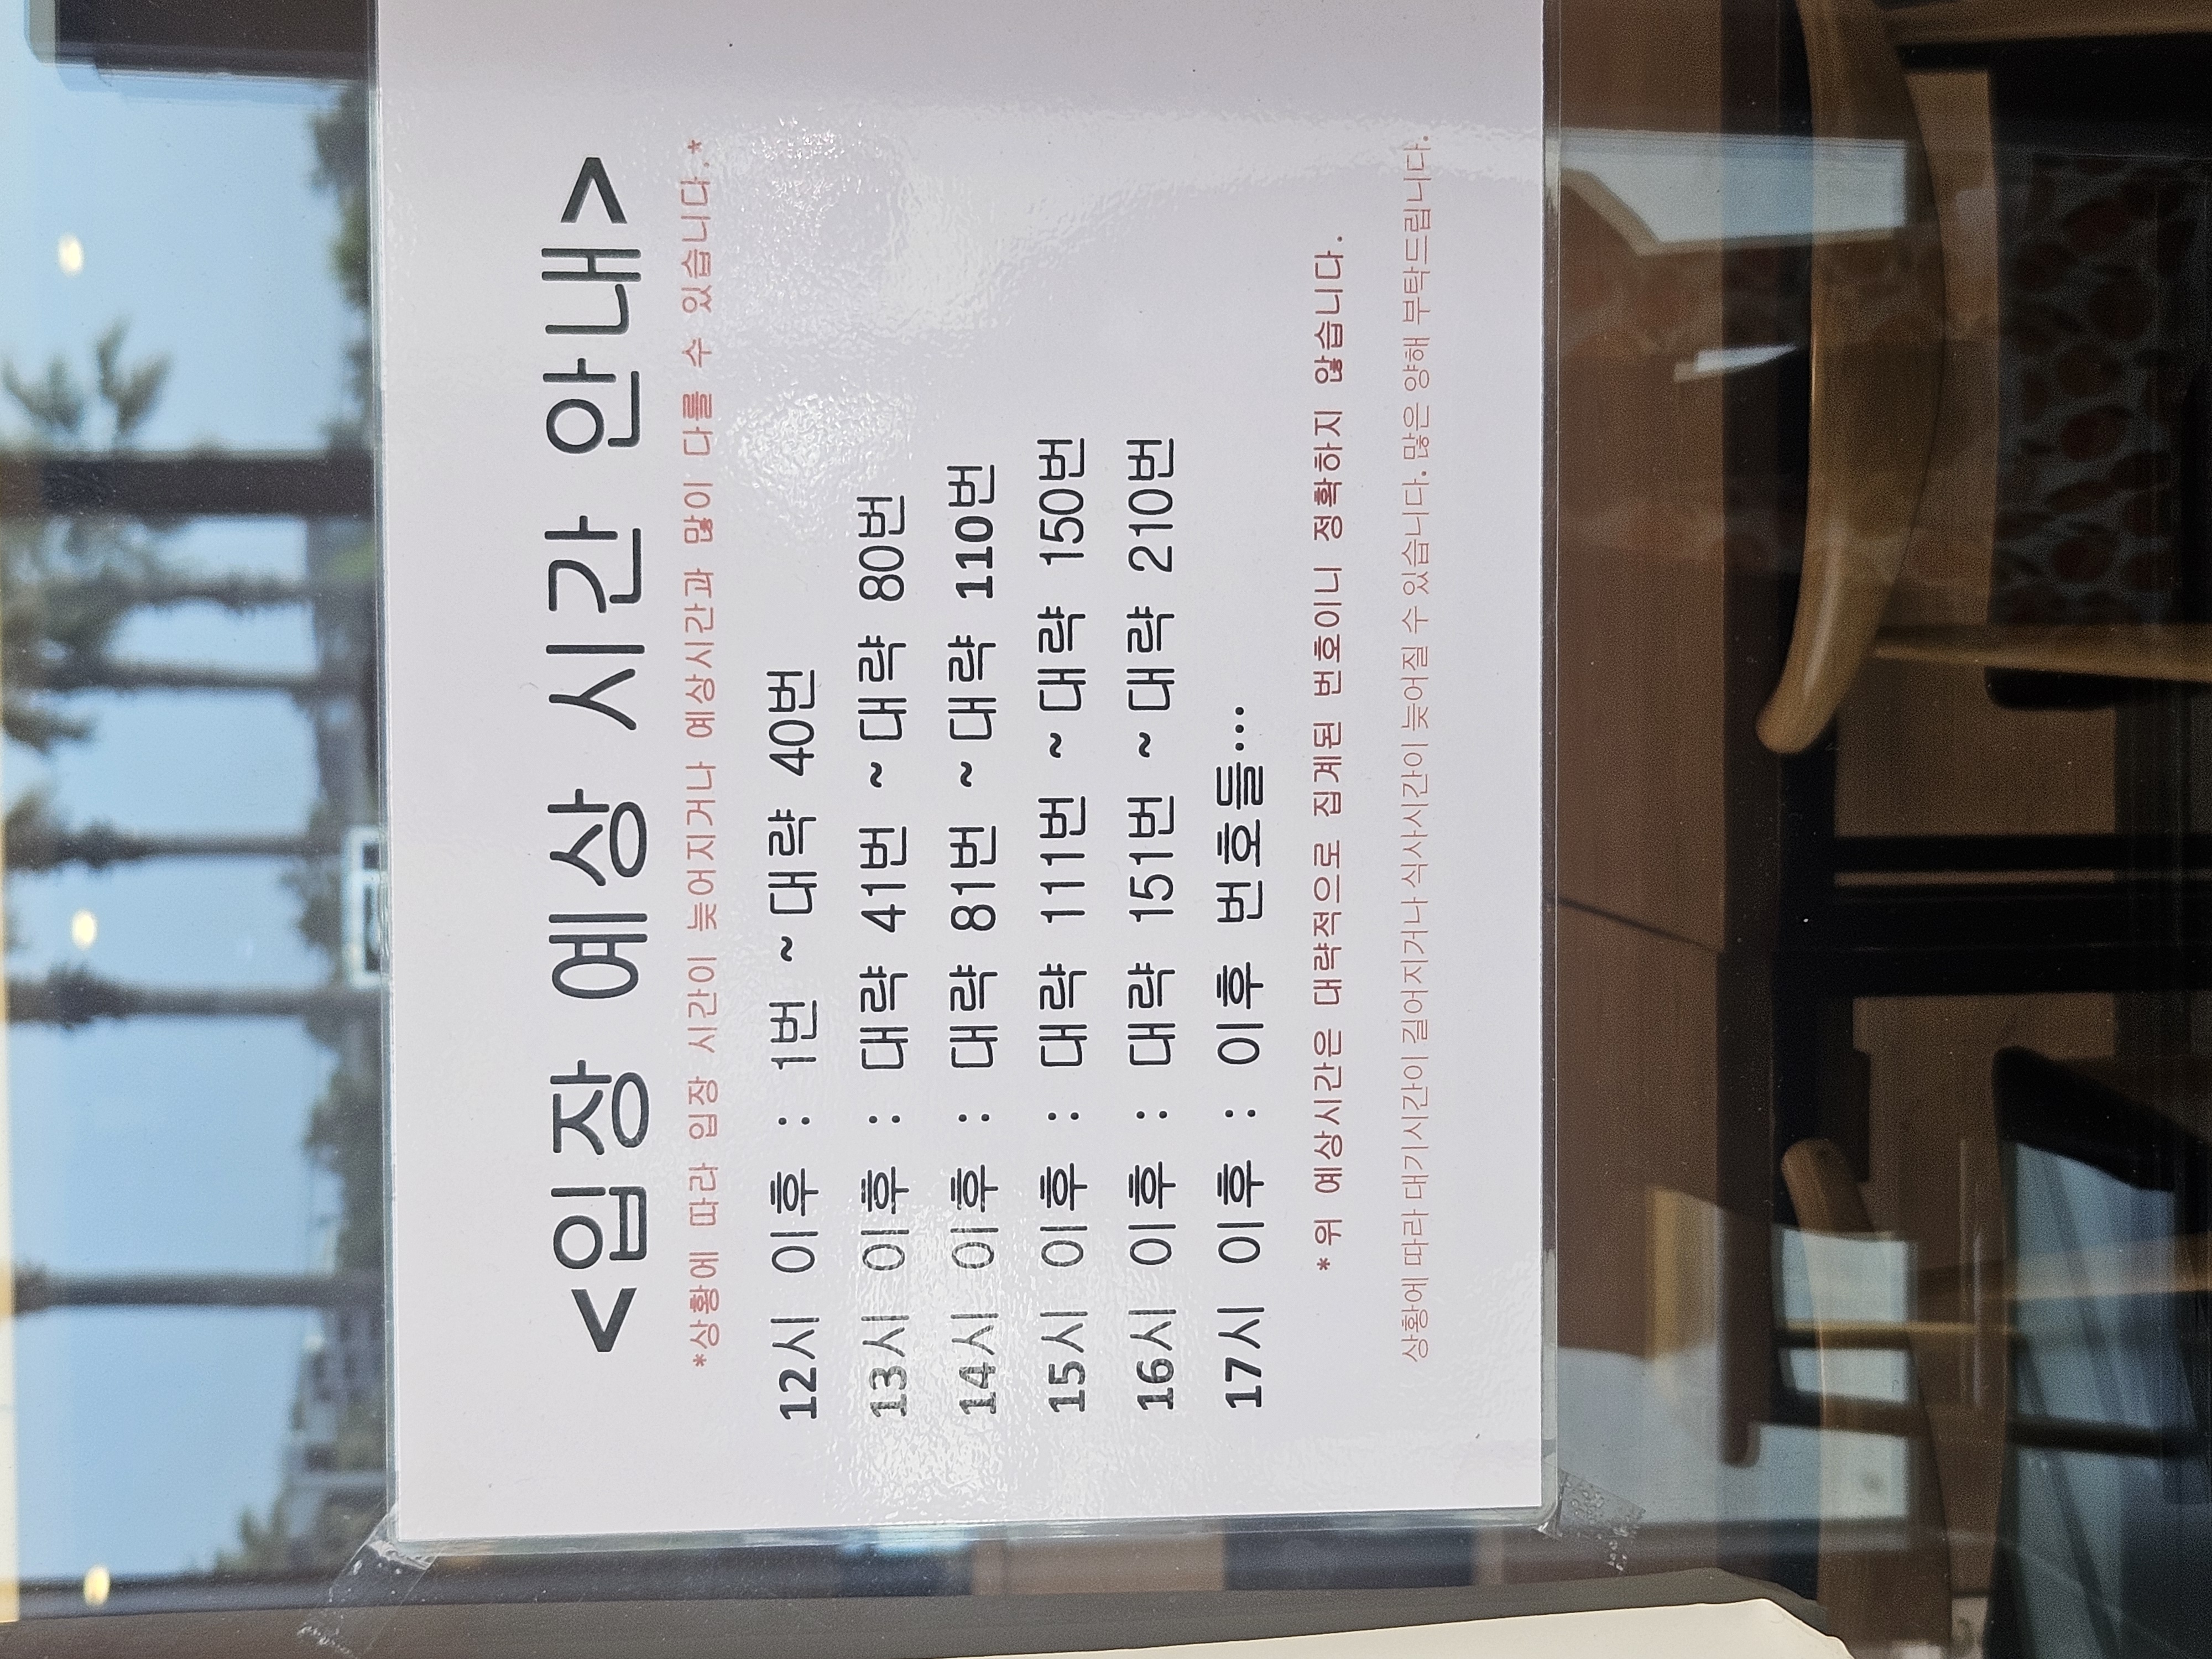 <입장 예상 시간 안내>
*상황에 따라 입장 시간이 늦어지거나 예상시간과 많이 다를 수 있습니다.*
12시 이후 : 1번 ~ 대략 40번
13시 이후 : 대략 41번 ~ 대략 80번
14시 이후 : 대략 81번 ~ 대략 110번
15시 이후 : 대략 111번 ~ 대략 150번
16시 이후 : 대략 151번 ~ 대략 210번
17시 이후 : 이후 번호들...
*위 예상시간은 대략적으로 집계된 번호이니 정확하지 않습니다.
상황에 따라 대기시간이 길어지거나 식사시간이 늦어질 수 있습니다. 많은 양해 부탁드립니다.